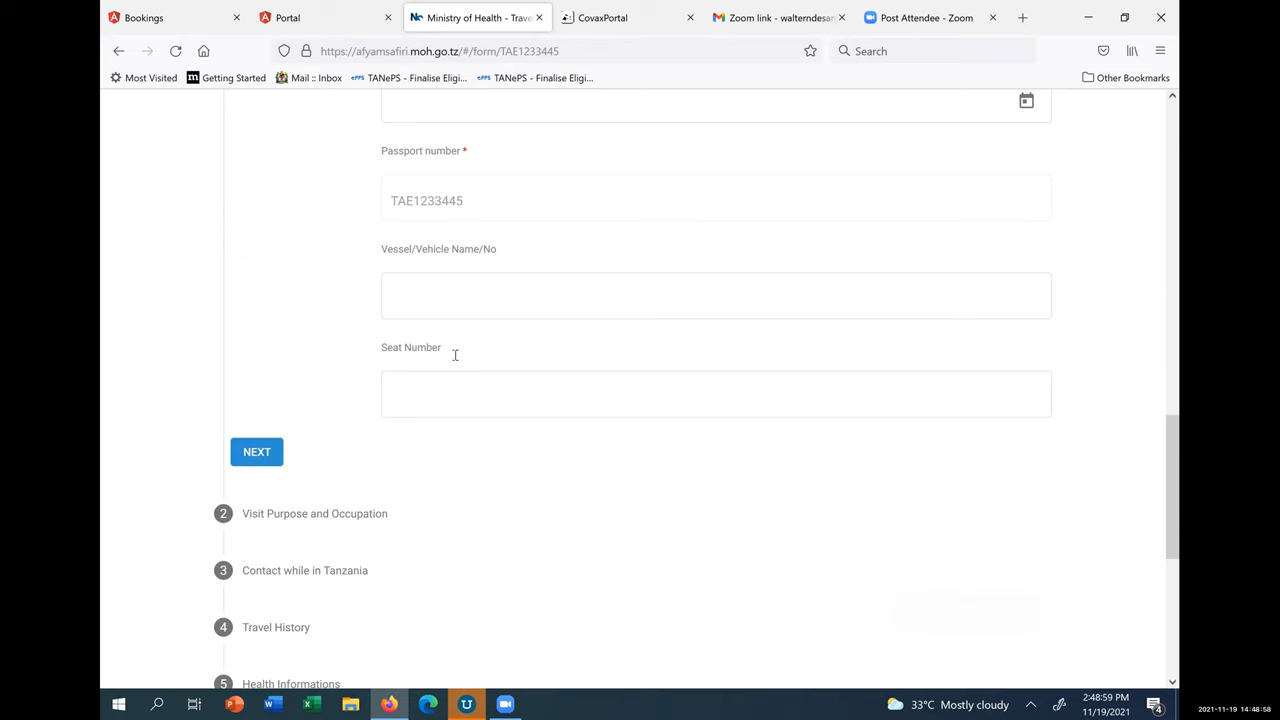 Bookings
Portal
Ministry of Health - Trave
CovaxPortal
Zoom link - walterndesan
Post Attendee - Zoom
https://afyamsafiri.moh.go.tz/#/form/TAE1233445
Search
Most Visited
Getting Started
Mail :: Inbox
TANePS - Finalise Eligi...
TANePS - Finalise Eligi...
Other Bookmarks
Passport number *
TAE1233445
Vessel/Vehicle Name/No
Seat Number
NEXT
2 Visit Purpose and Occupation
3 Contact while in Tanzania
4 Travel History
5 Health Informations
33°C Mostly cloudy
2:48:59 PM
11/19/2021
4
2021-11-19 14:48:58